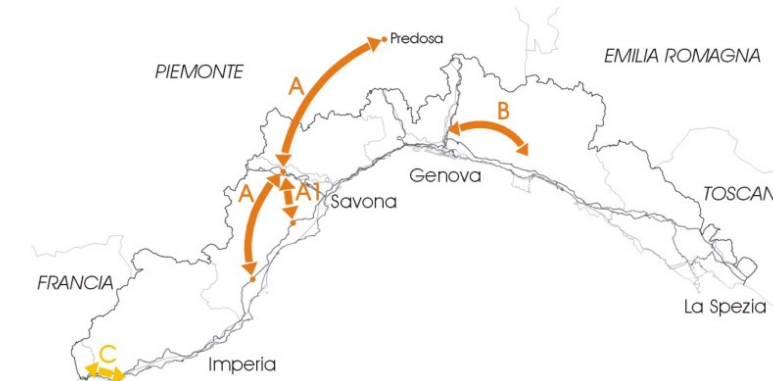 Predosa
EMILIA ROMAGNA
PIEMONTE
A
B
Genova
A
A1
Savona
TOSCAN
FRANCIA
La Spezia
C
Imperia